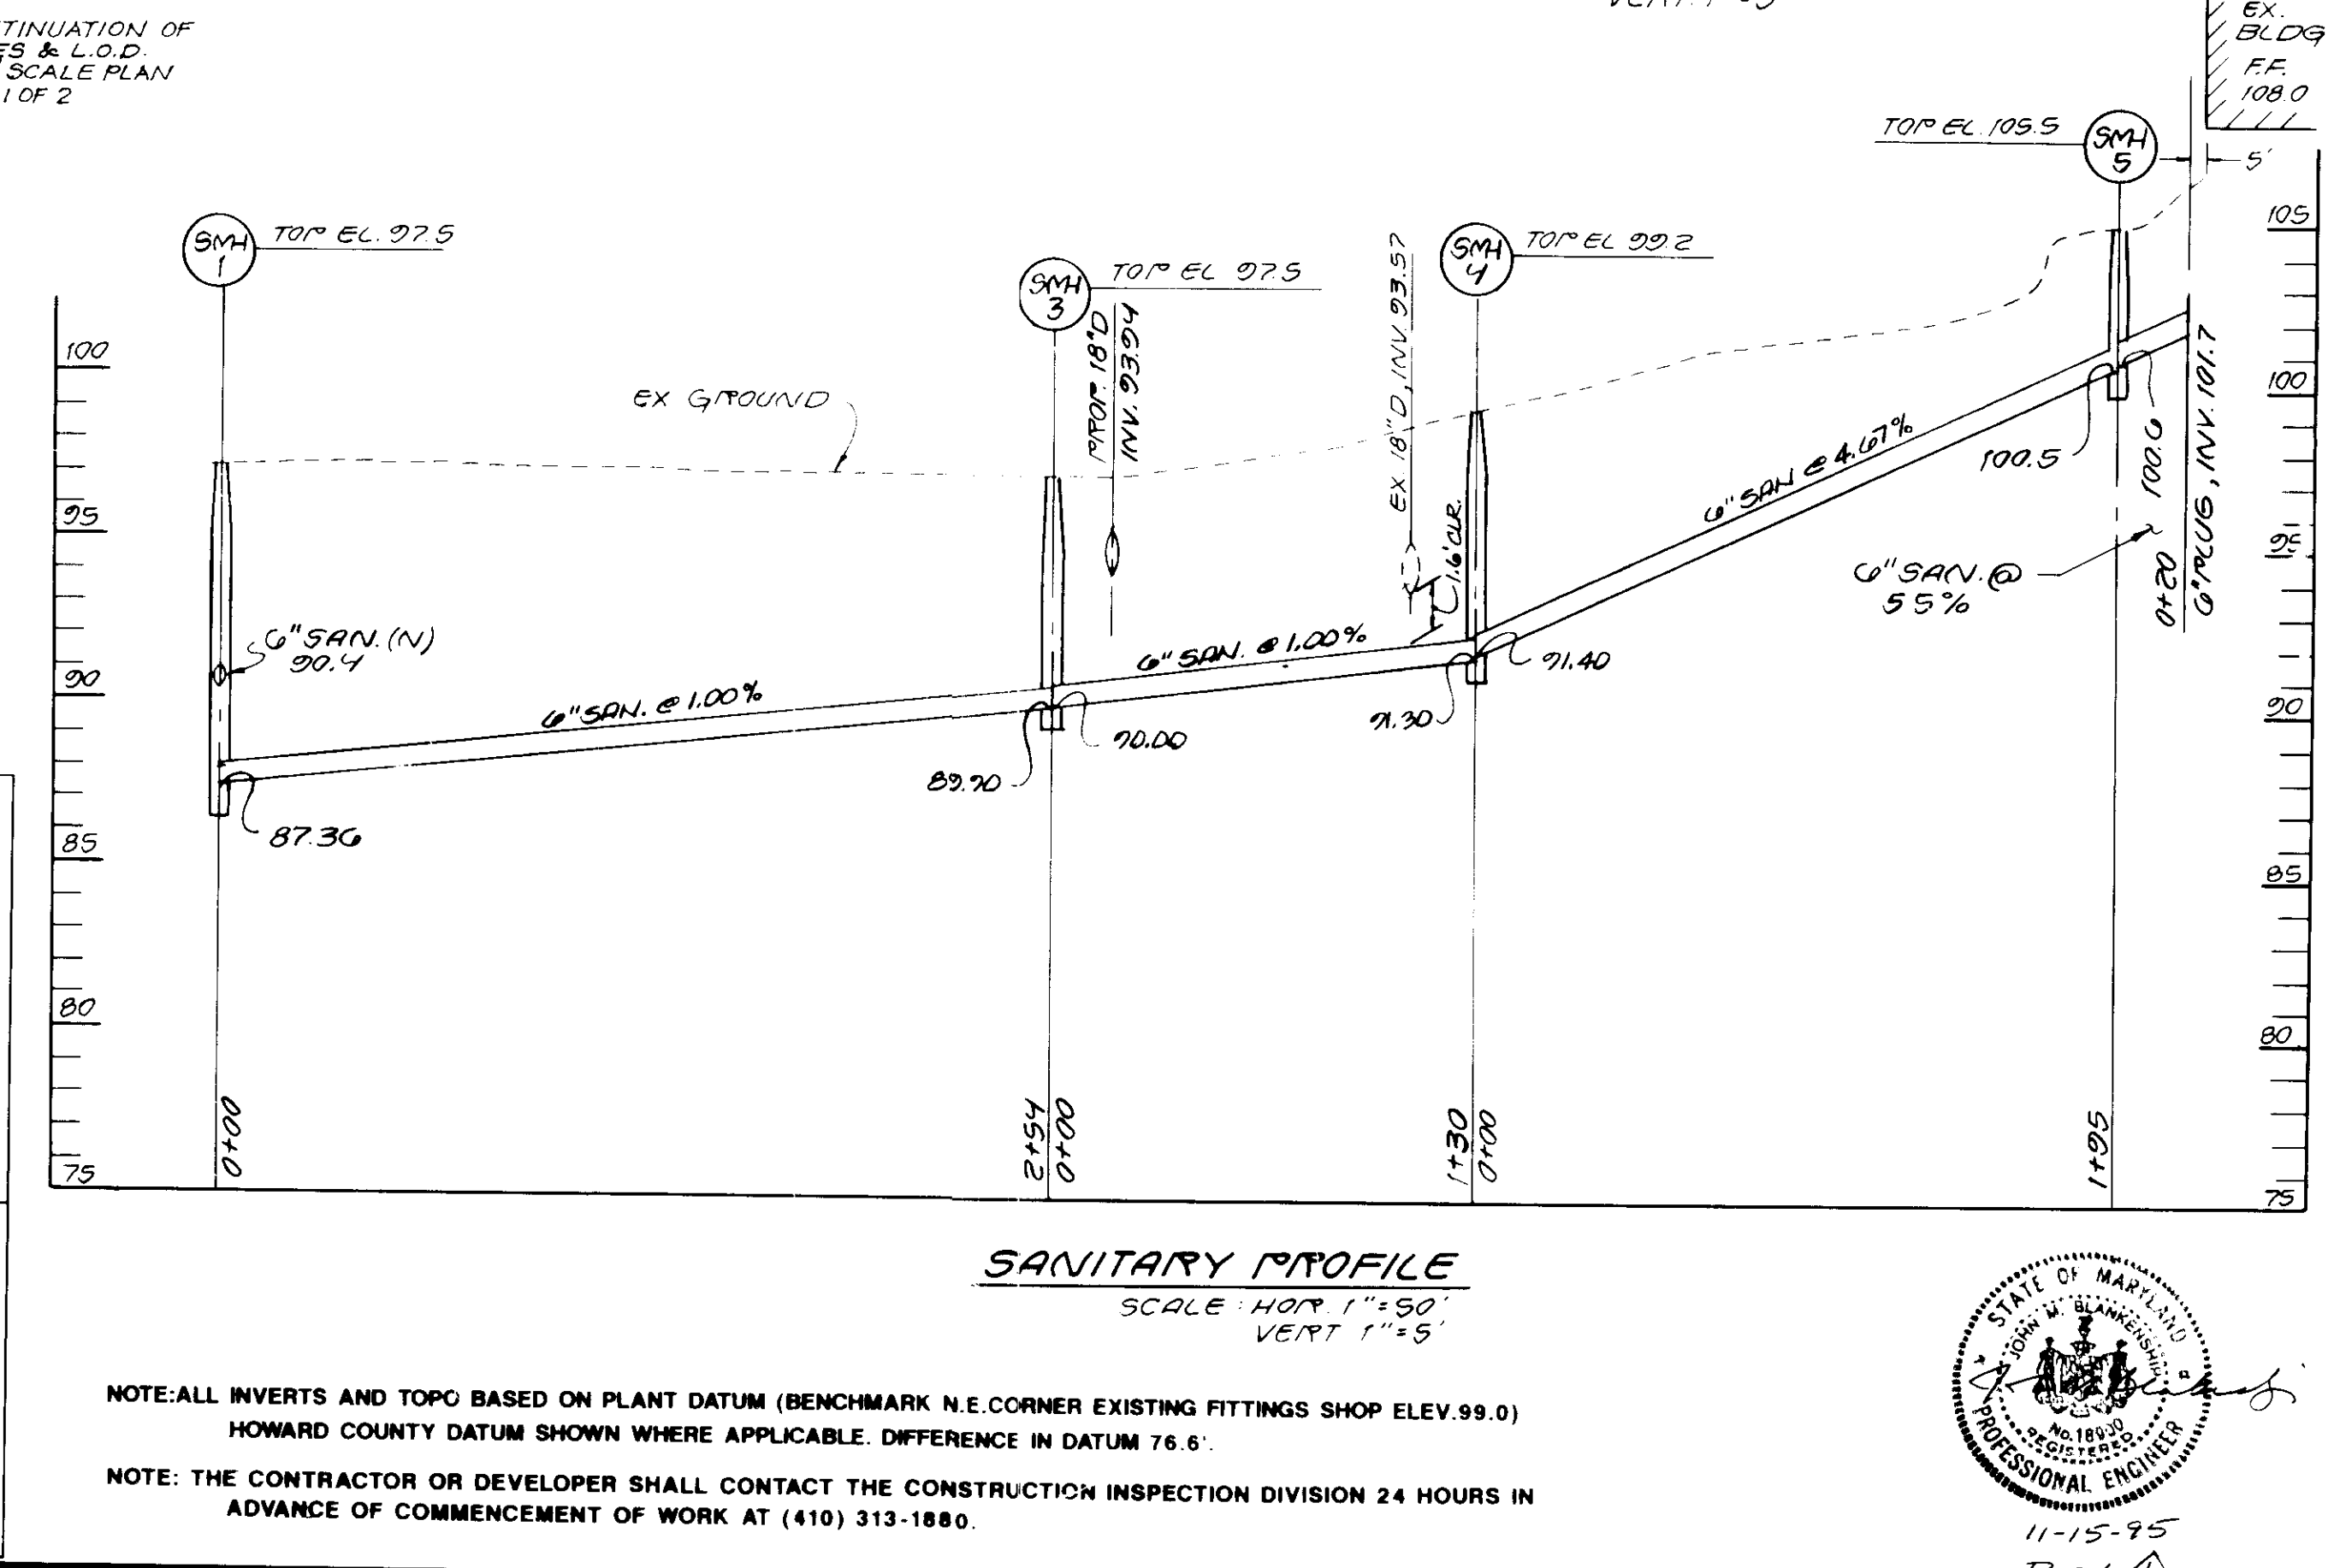 TINUATION OF
ES & L.O.D.
SCALE PLAN
1 OF 2
EX.
BLDG
F.F.
108.0
TOP EL. 105.5
SMH
5
5'
SMH
1
TOP EL. 97.5
SMH
3
TOP EL 97.5
SMH
4
TOP EL 99.2
PROP. 18"D
INV. 93.94
EX 18"D, INV. 93.57
1.6' CLR.
EX GROUND
6" SAN. (N)
90.4
6" SAN. @ 1.00%
6" SAN. @ 1.00%
6" SAN @ 4.67%
6" SAN. @
5.5%
87.36
89.90
90.00
91.30
91.40
100.5
100.6
0+20
6" PLUG, INV. 101.7
100
95
90
85
80
75
105
100
95
90
85
80
75
0+00
2+54
0+00
1+30
0+00
1+95
SANITARY PROFILE
SCALE: HOR. 1"=50'
VERT 1"=5'
NOTE:ALL INVERTS AND TOPO BASED ON PLANT DATUM (BENCHMARK N.E.CORNER EXISTING FITTINGS SHOP ELEV.99.0)
HOWARD COUNTY DATUM SHOWN WHERE APPLICABLE. DIFFERENCE IN DATUM 76.6'.
NOTE: THE CONTRACTOR OR DEVELOPER SHALL CONTACT THE CONSTRUCTION INSPECTION DIVISION 24 HOURS IN
ADVANCE OF COMMENCEMENT OF WORK AT (410) 313-1880.
STATE OF MARYLAND
JOHN M. BLANKENSHIP
REGISTERED
PROFESSIONAL ENGINEER
11-15-95